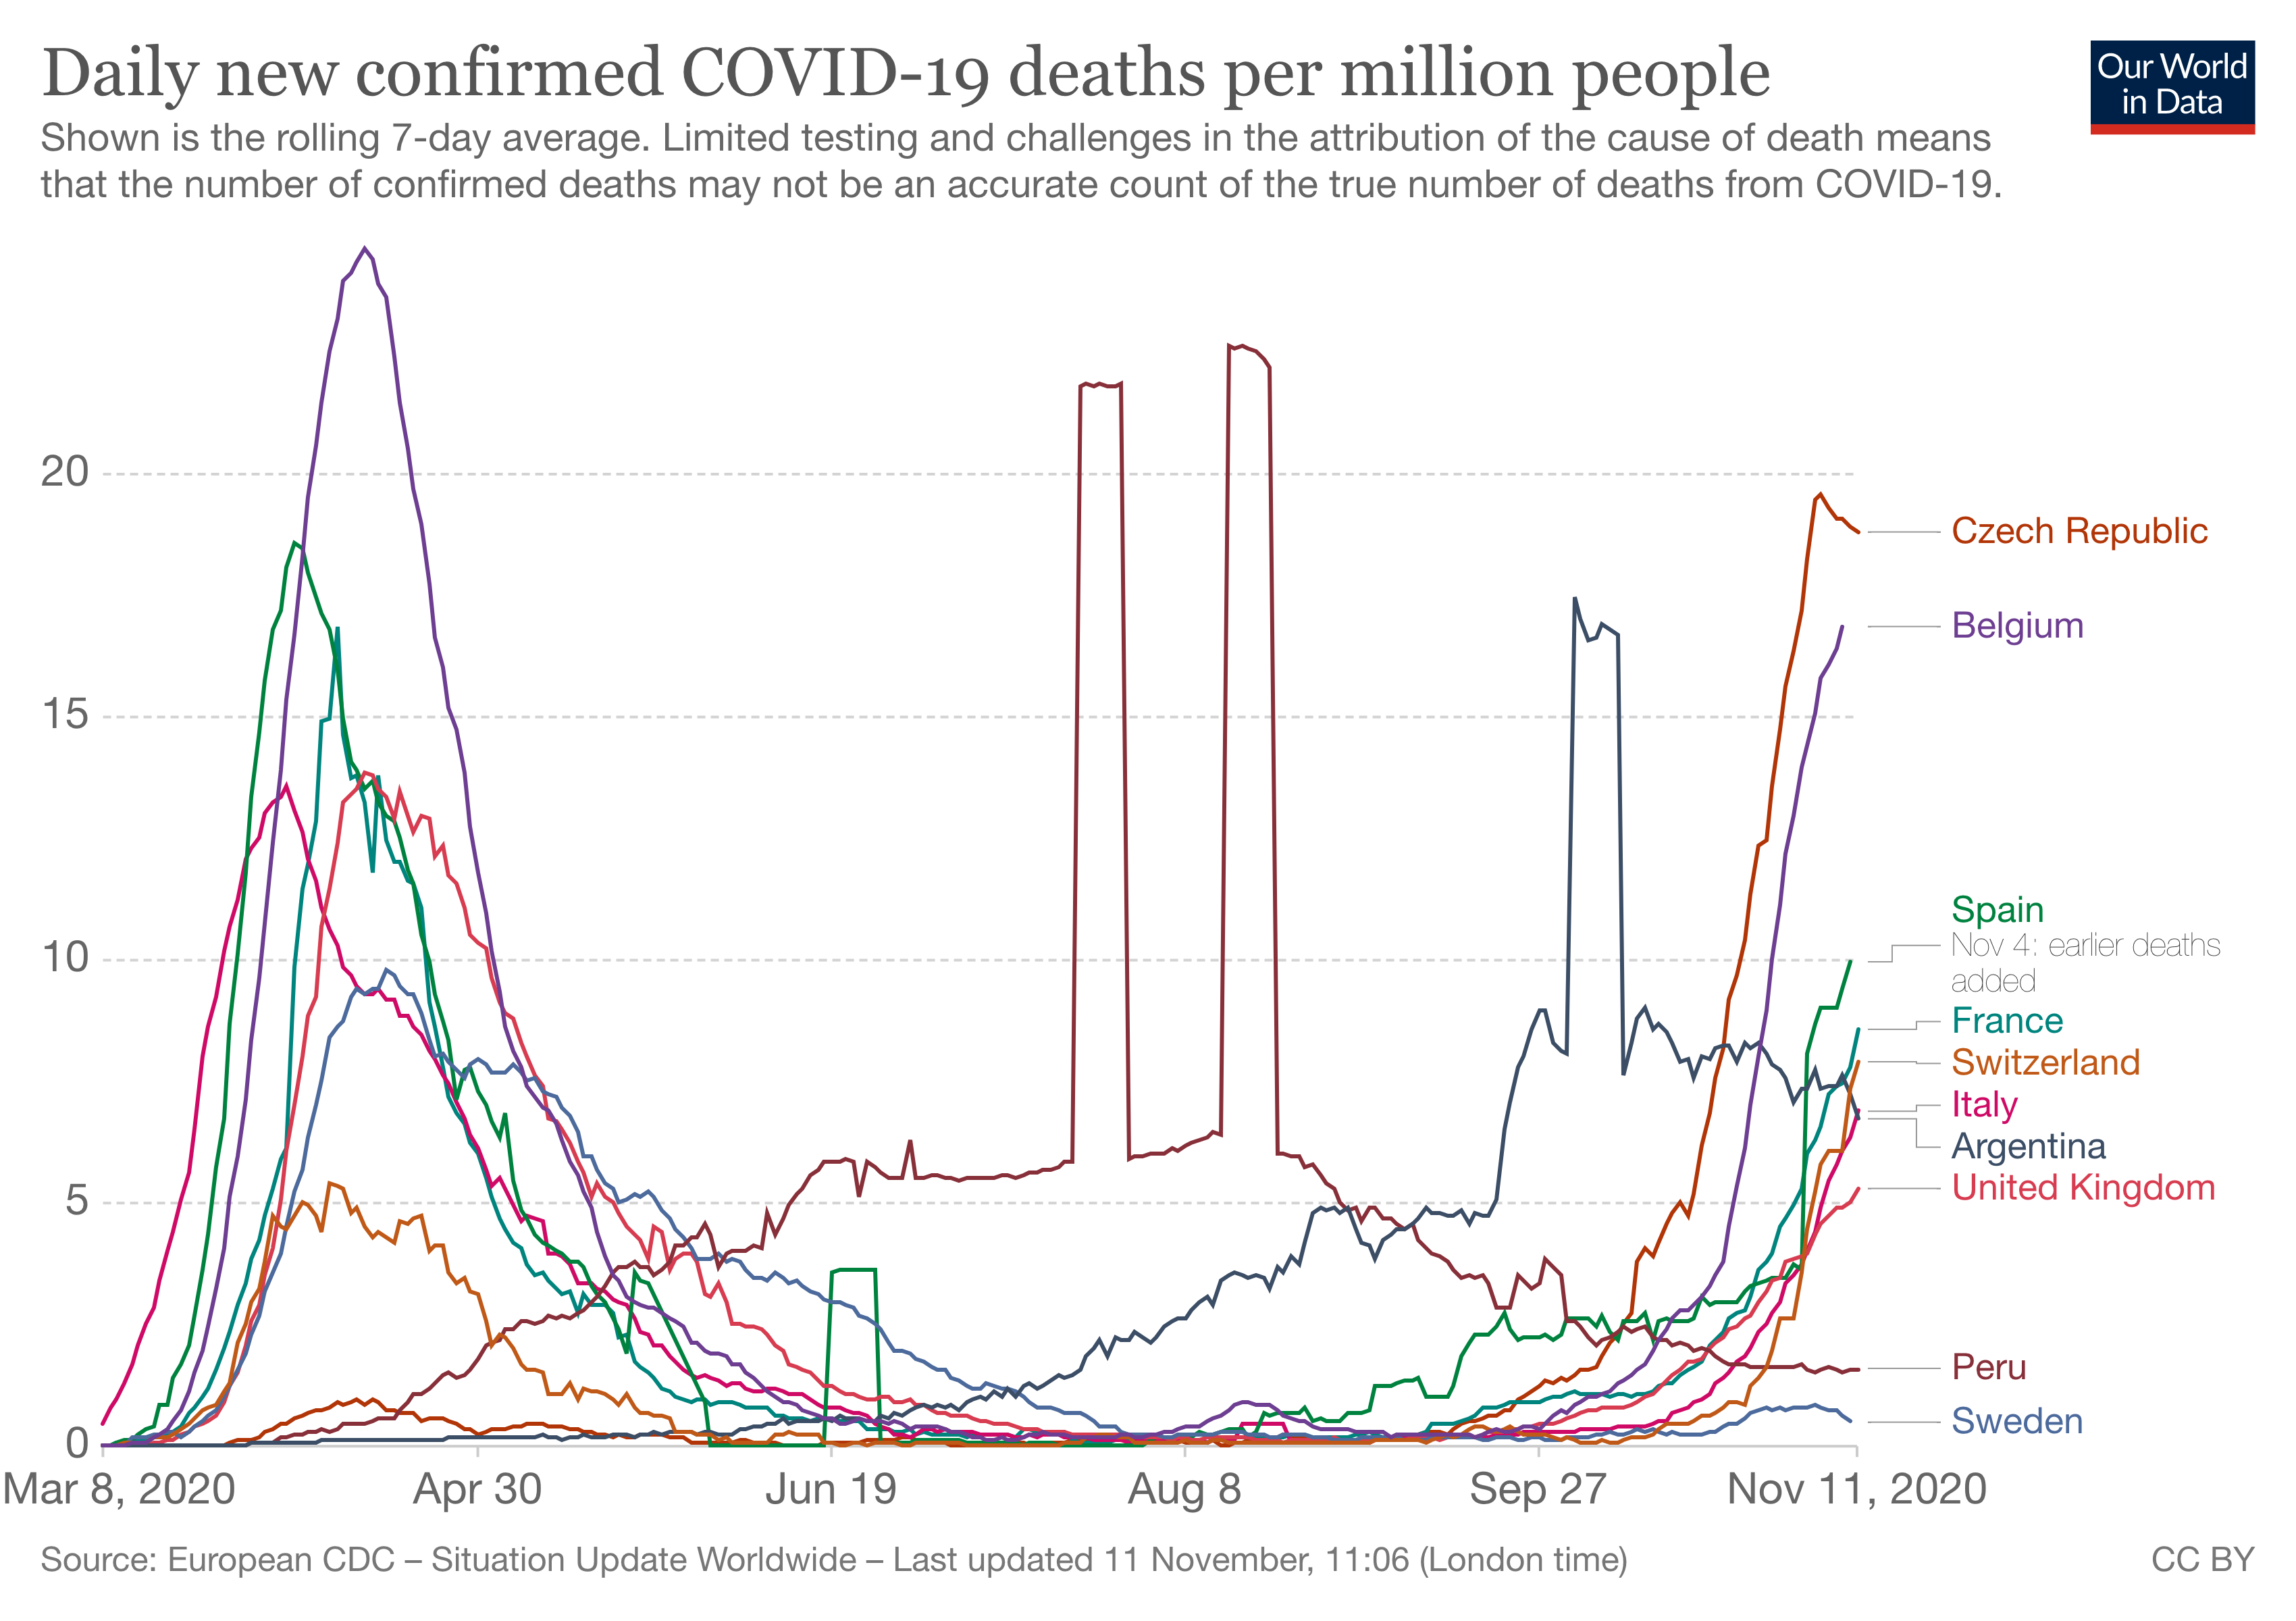 Daily new confirmed COVID-19 deaths per million people
Our World
in Data
Shown is the rolling 7-day average. Limited testing and challenges in the attribution of the cause of death means
that the number of confirmed deaths may not be an accurate count of the true number of deaths from COVID-19.
20
15
10
5
0
Czech Republic
Belgium
Spain
Nov 4: earlier deaths
added
France
Switzerland
Italy
Argentina
United Kingdom
Peru
Sweden
Mar 8, 2020
Apr 30
Jun 19
Aug 8
Sep 27
Nov 11, 2020
Source: European CDC – Situation Update Worldwide – Last updated 11 November, 11:06 (London time)
CC BY